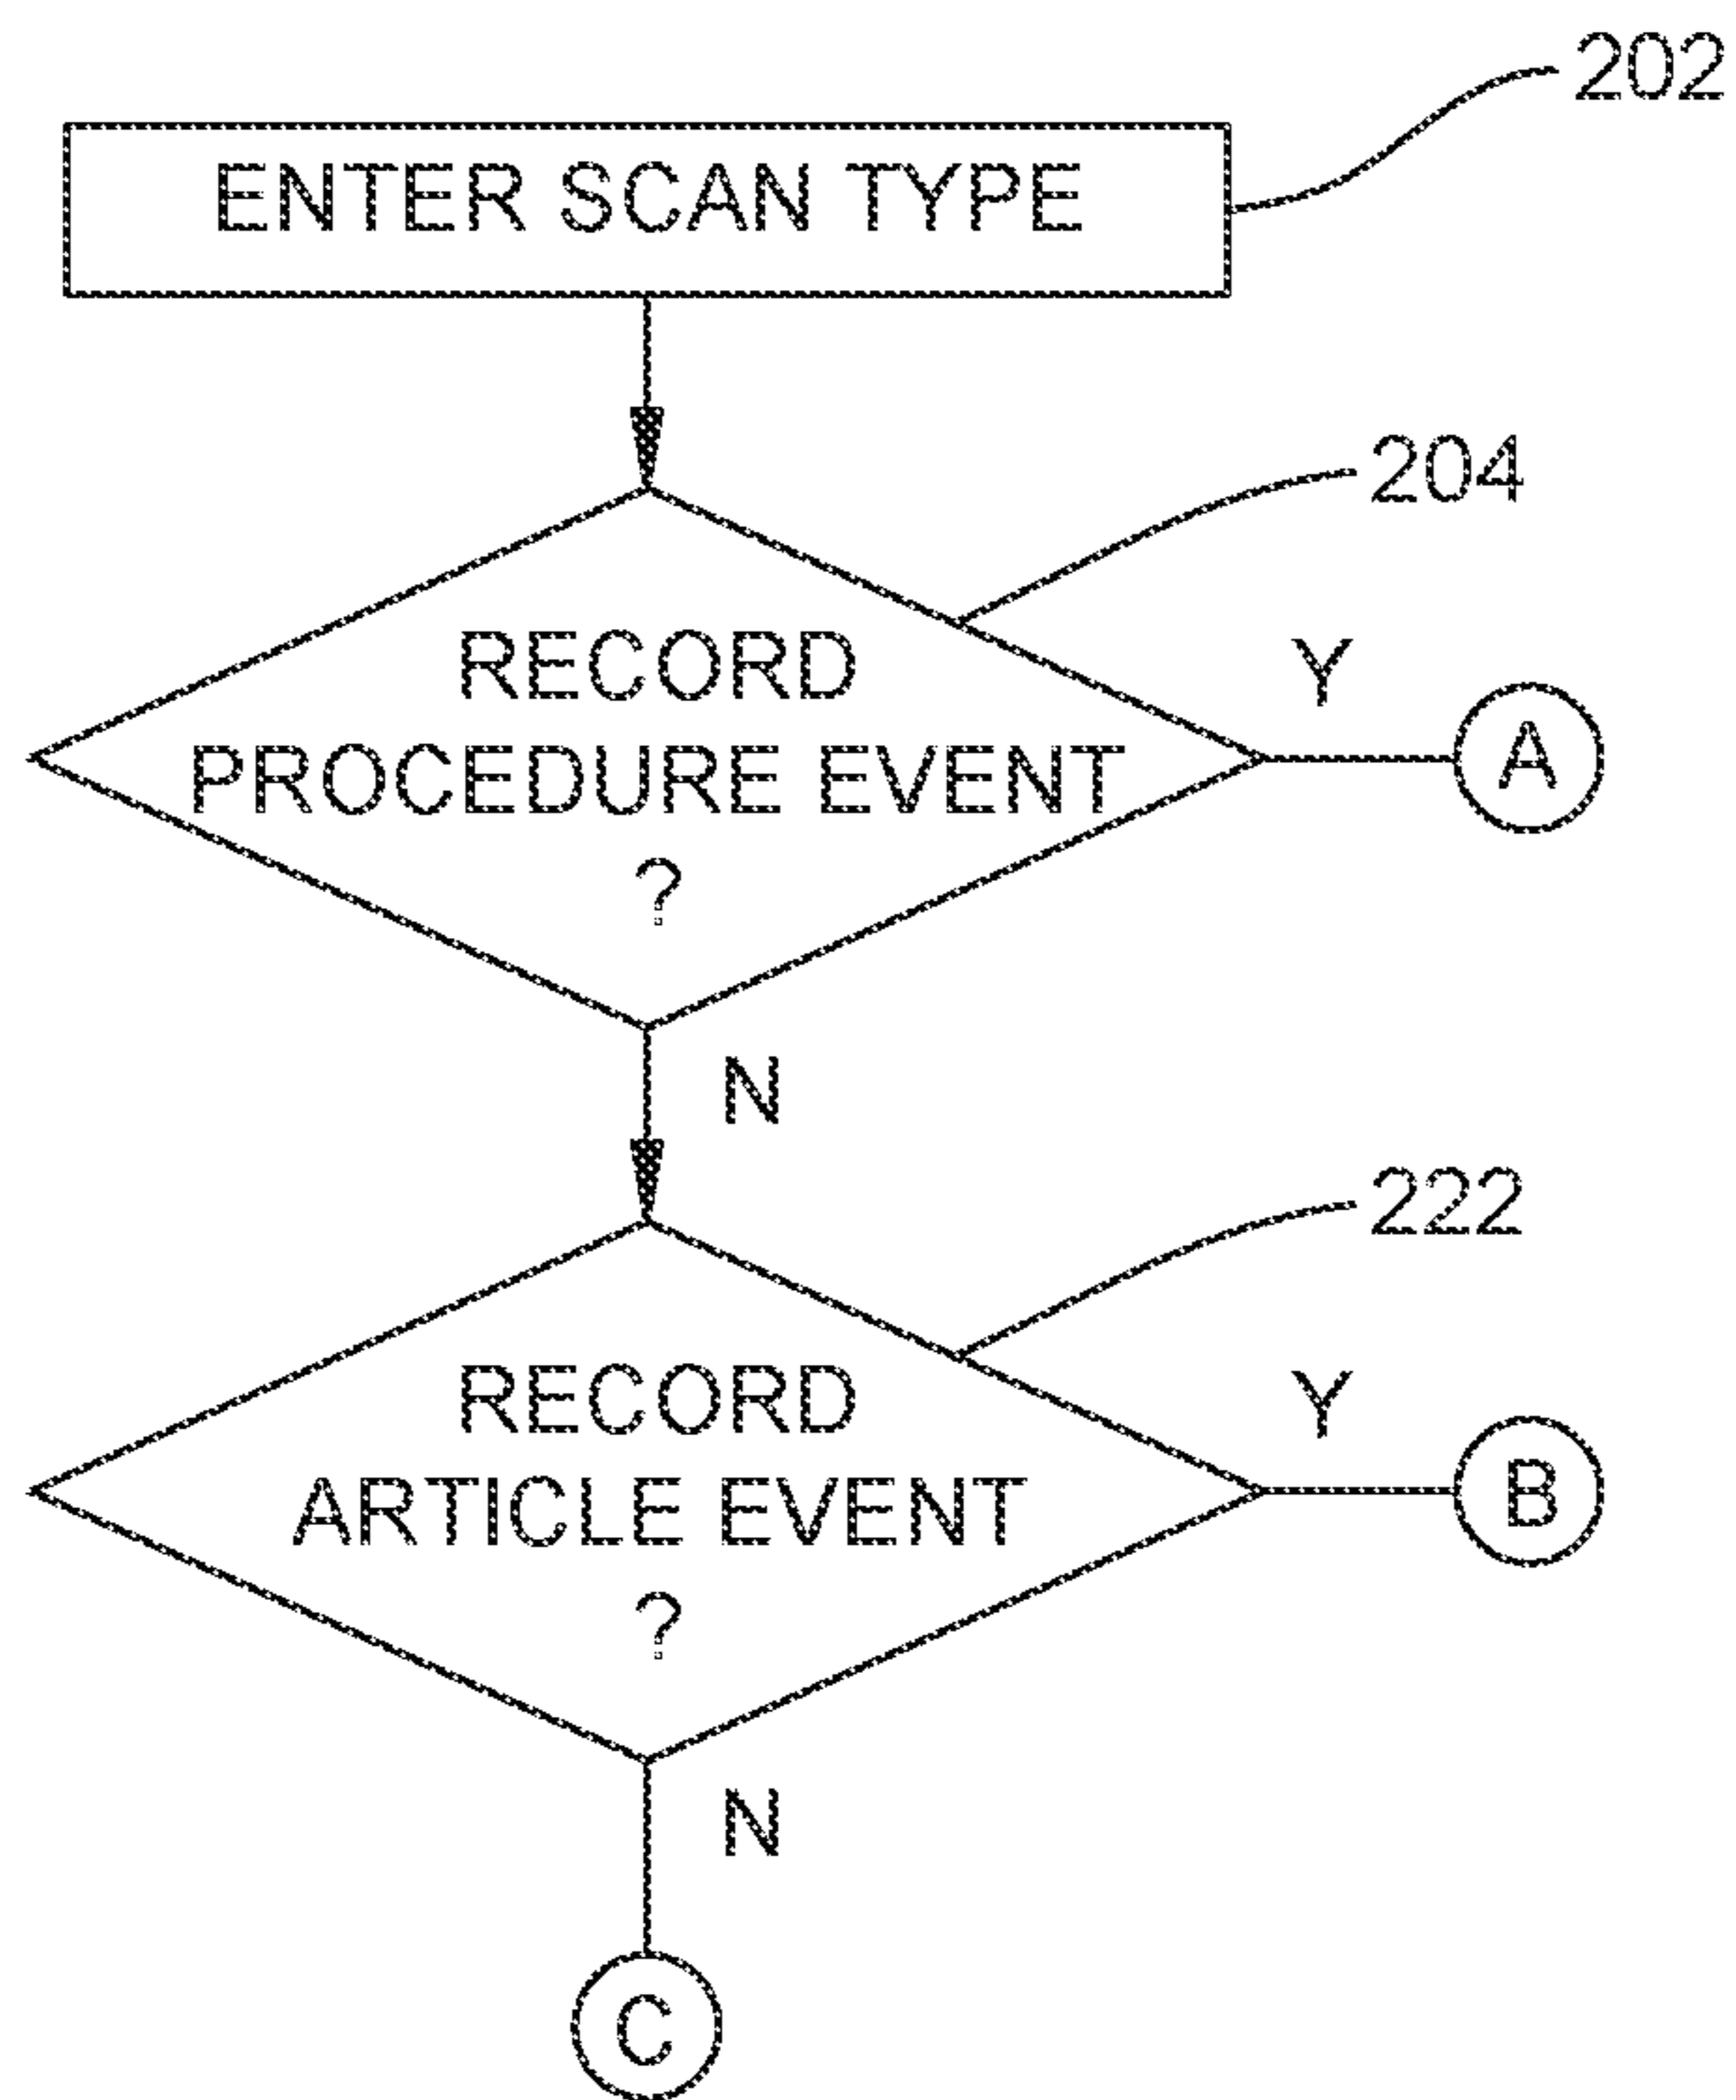 202
ENTER SCAN TYPE
204
RECORD
PROCEDURE EVENT
?
Y
A
N
222
RECORD
ARTICLE EVENT
?
Y
B
N
C